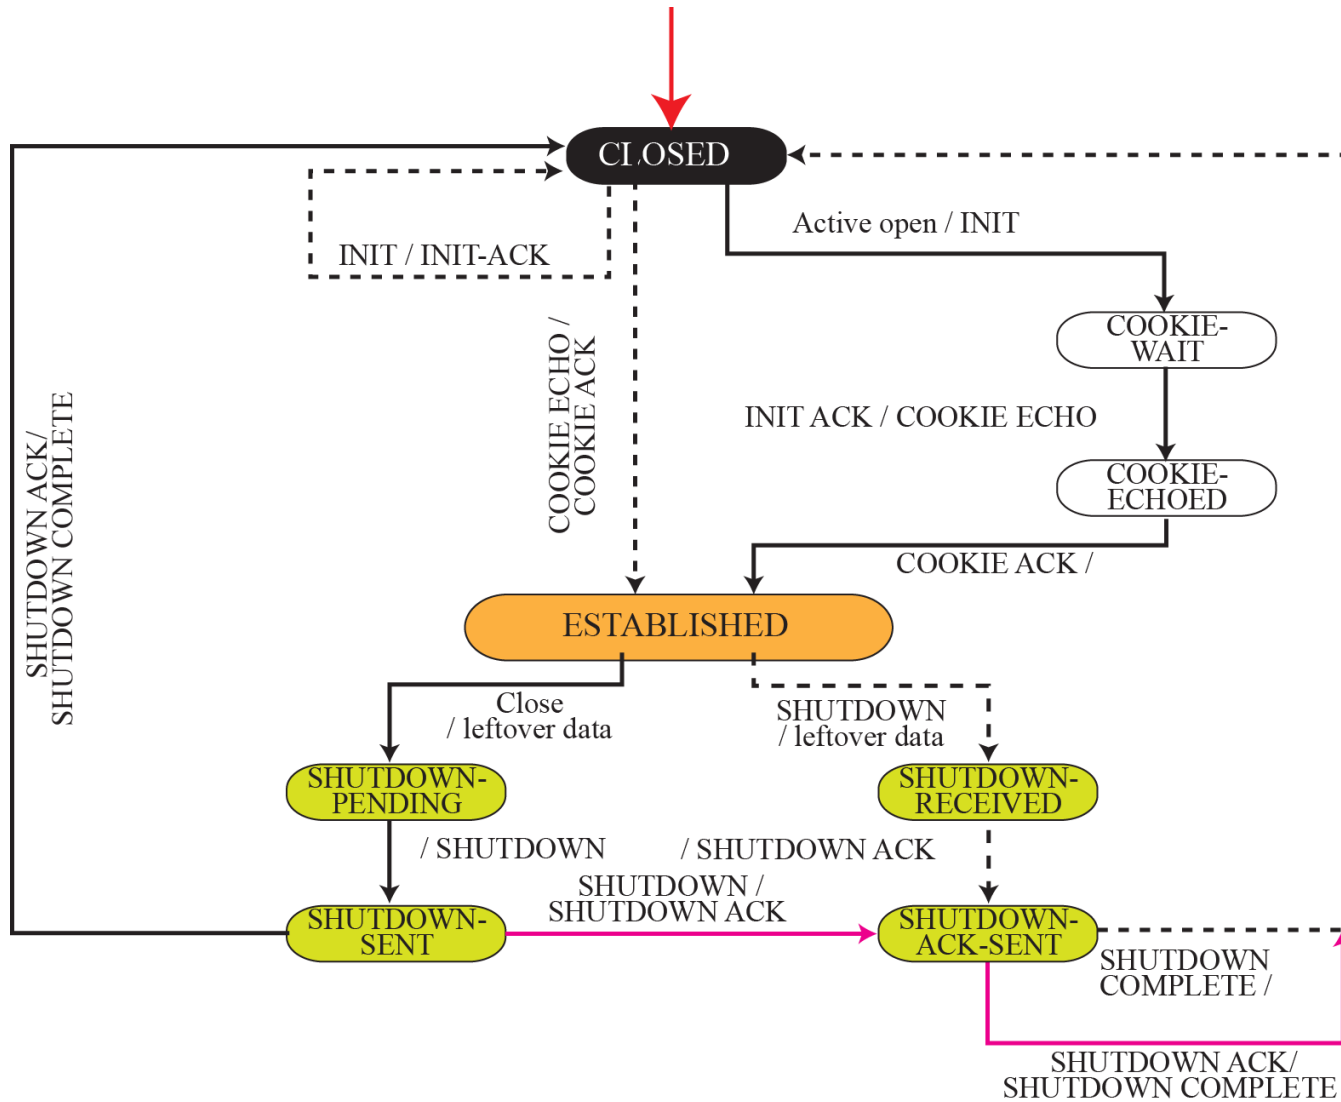 CLOSED
Active open / INIT
INIT / INIT-ACK
COOKIE-
WAIT
COOKIE ECHO /
COOKIE ACK
INIT ACK / COOKIE ECHO
SHUTDOWN ACK/
SHUTDOWN COMPLETE
COOKIE-
ECHOED
COOKIE ACK /
ESTABLISHED
Close
/ leftover data
SHUTDOWN
/ leftover data
SHUTDOWN-
PENDING
SHUTDOWN-
RECEIVED
/ SHUTDOWN
/ SHUTDOWN ACK
SHUTDOWN /
SHUTDOWN ACK
SHUTDOWN-
SENT
SHUTDOWN-
ACK-SENT
SHUTDOWN
COMPLETE /
SHUTDOWN ACK/
SHUTDOWN COMPLETE